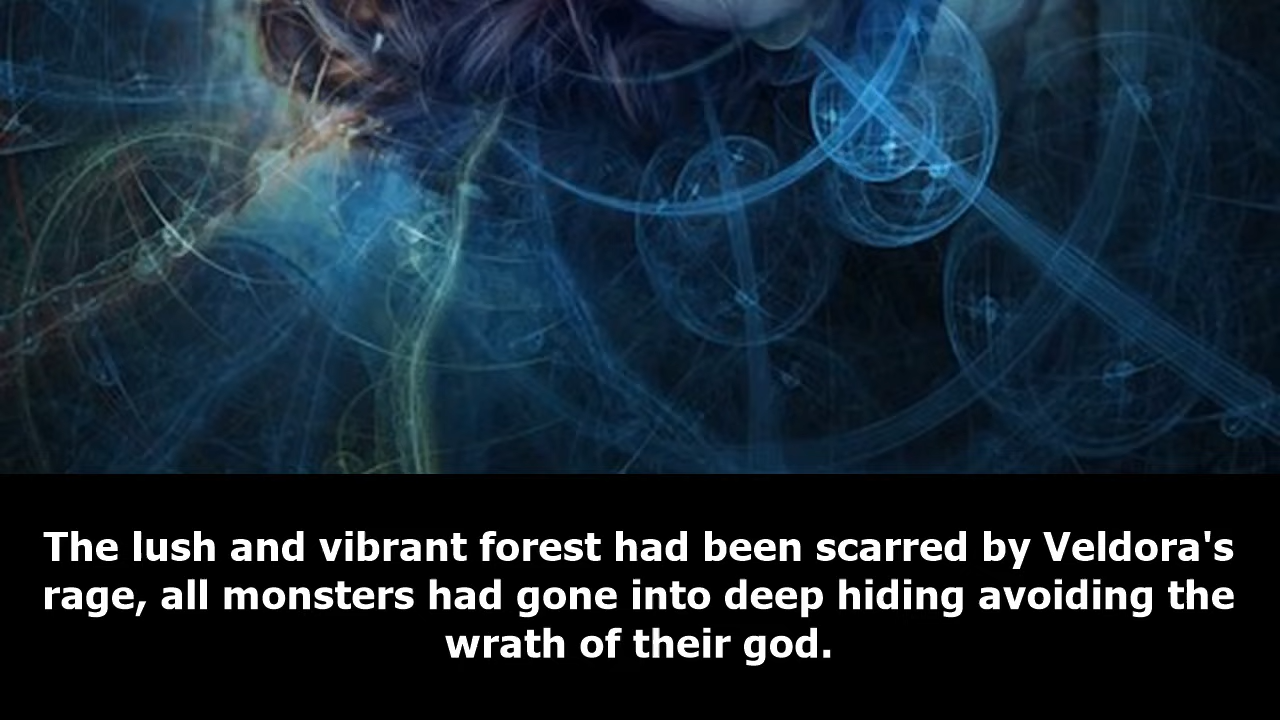 The lush and vibrant forest had been scarred by Veldora's
rage, all monsters had gone into deep hiding avoiding the
wrath of their god.